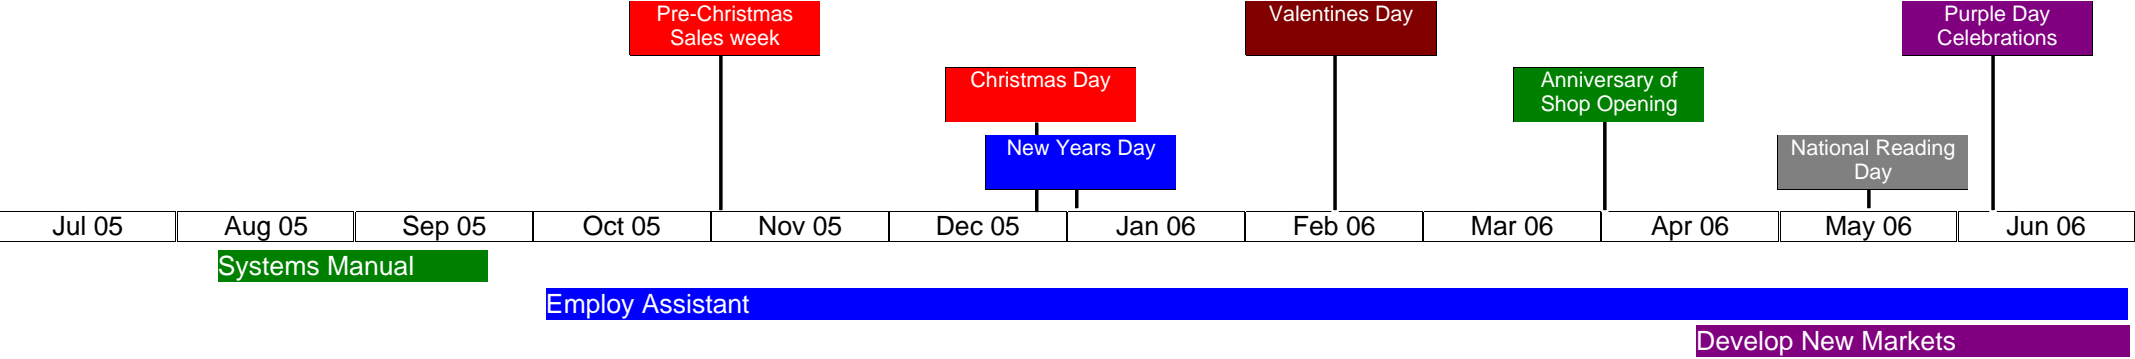 Pre-Christmas
Sales week
Valentines Day
Purple Day
Celebrations
Christmas Day
Anniversary of
Shop Opening
New Years Day
National Reading
Day
Jul 05 Aug 05 Sep 05 Oct 05 Nov 05 Dec 05 Jan 06 Feb 06 Mar 06 Apr 06 May 06 Jun 06
Systems Manual
Employ Assistant
Develop New Markets